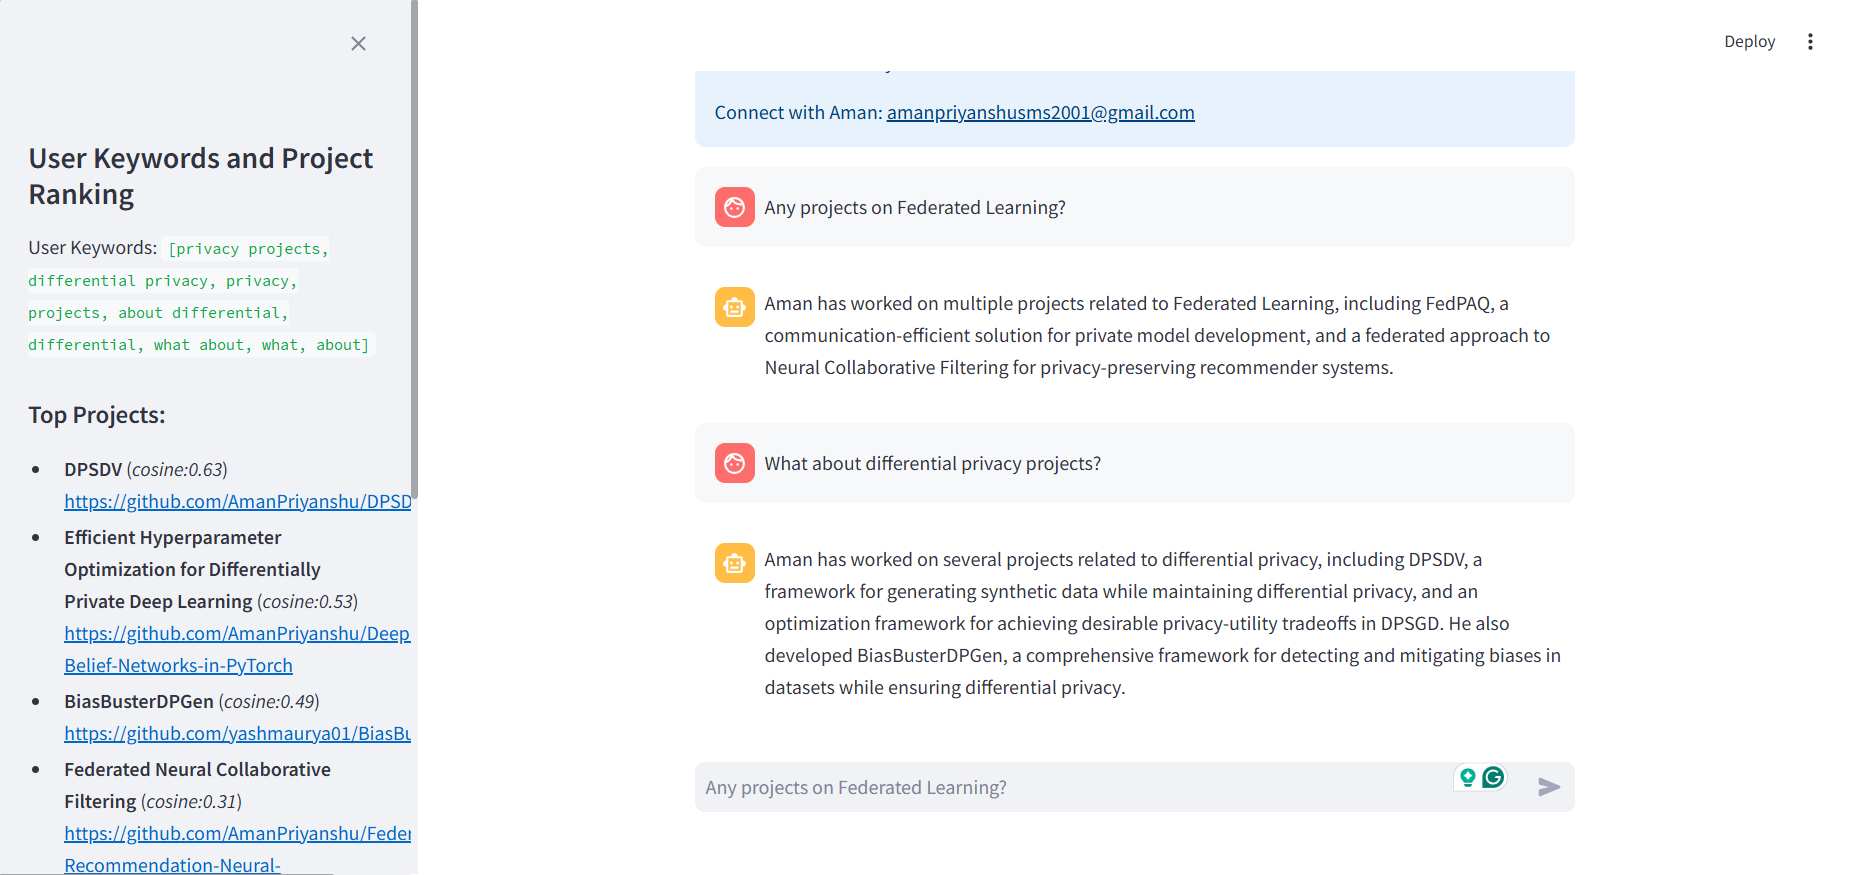 User Keywords and Project
Ranking
User Keywords: [privacy projects,
differential privacy, privacy,
projects, about differential,
differential, what about, what, about]
Top Projects:
DPSDV (cosine:0.63)
https://github.com/AmanPriyanshu/DPSD
Efficient Hyperparameter
Optimization for Differentially
Private Deep Learning (cosine:0.53)
https://github.com/AmanPriyanshu/Deep-
Belief-Networks-in-PyTorch
BiasBusterDPGen (cosine:0.49)
https://github.com/yashmaurya01/BiasBu
Federated Neural Collaborative
Filtering (cosine:0.31)
https://github.com/AmanPriyanshu/Feder
Recommendation-Neural-
Deploy
Connect with Aman: amanpriyanshusms2001@gmail.com
Any projects on Federated Learning?
Aman has worked on multiple projects related to Federated Learning, including FedPAQ, a
communication-efficient solution for private model development, and a federated approach to
Neural Collaborative Filtering for privacy-preserving recommender systems.
What about differential privacy projects?
Aman has worked on several projects related to differential privacy, including DPSDV, a
framework for generating synthetic data while maintaining differential privacy, and an
optimization framework for achieving desirable privacy-utility tradeoffs in DPSGD. He also
developed BiasBusterDPGen, a comprehensive framework for detecting and mitigating biases in
datasets while ensuring differential privacy.
Any projects on Federated Learning?